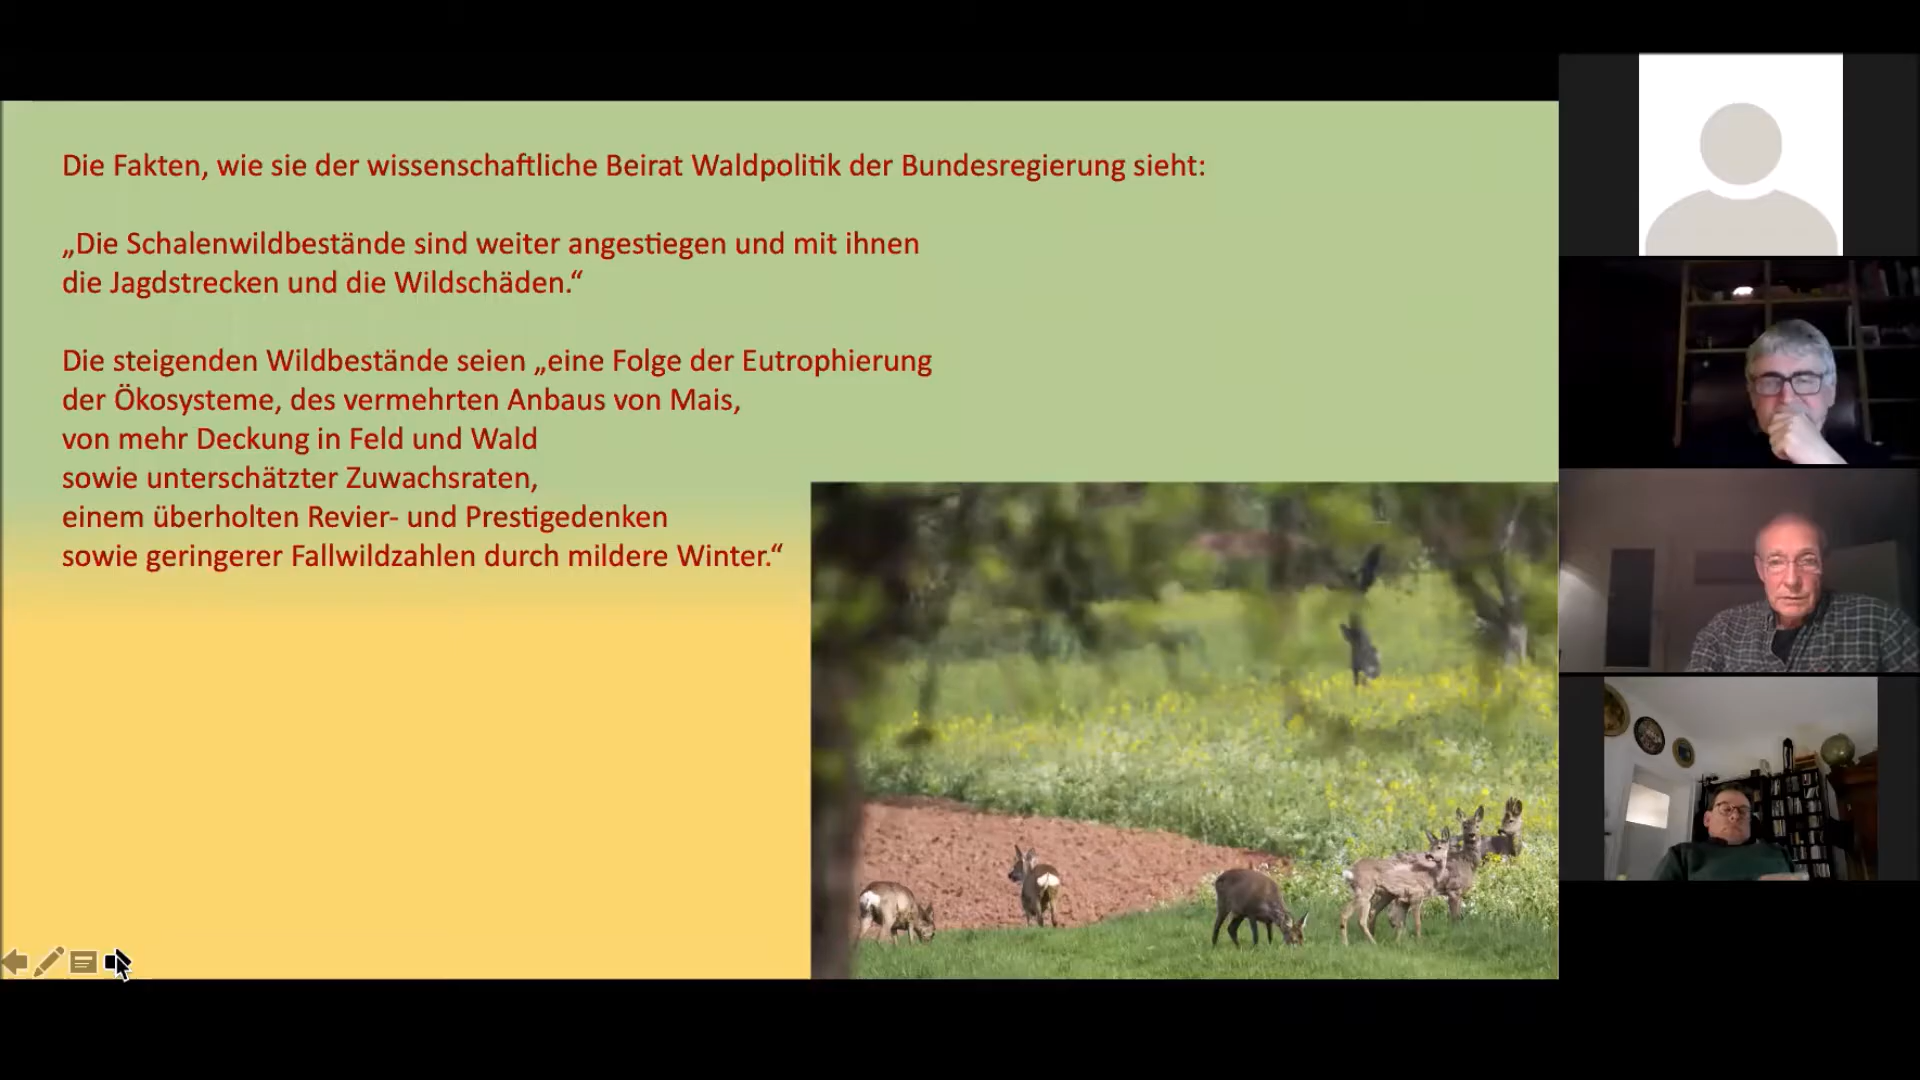 Die Fakten, wie sie der wissenschaftliche Beirat Waldpolitik der Bundesregierung sieht:
„Die Schalenwildbestände sind weiter angestiegen und mit ihnen
die Jagdstrecken und die Wildschäden.“
Die steigenden Wildbestände seien „eine Folge der Eutrophierung
der Ökosysteme, des vermehrten Anbaus von Mais,
von mehr Deckung in Feld und Wald
sowie unterschätzter Zuwachsraten,
einem überholten Revier- und Prestigedenken
sowie geringerer Fallwildzahlen durch mildere Winter.“